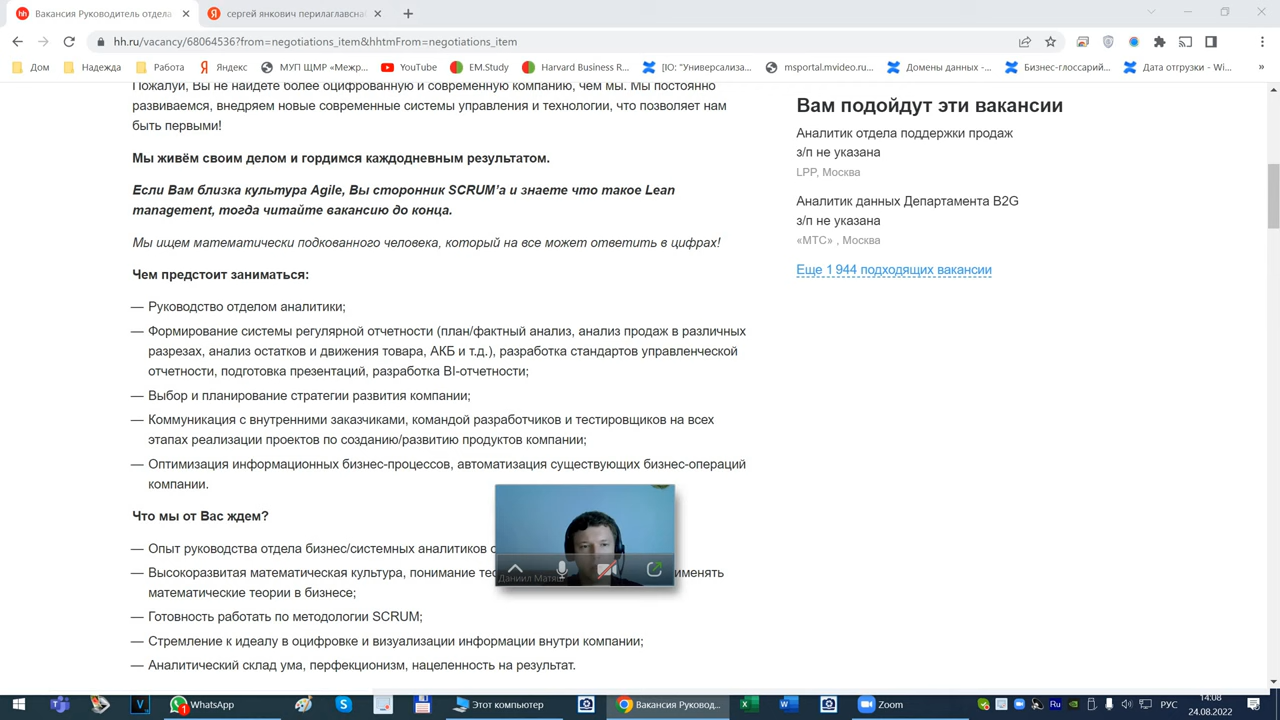 Вакансия Руководитель отдела
сергей янкович перилаглавсна
hh.ru/vacancy/68064536?from=negotiations_item&hhtmFrom=negotiations_item
Дом
Надежда
Работа
Яндекс
МУП ЩМР «Межр...
YouTube
EM.Study
Harvard Business R...
[IO: "Универсализа...
msportal.mvideo.ru...
Домены данных -...
Бизнес-глоссарий...
Дата отгрузки - Wi...
»
Пожалуй, Вы не найдете более оцифрованную и современную компанию, чем мы. Мы постоянно
развиваемся, внедряем новые современные системы управления и технологии, что позволяет нам
быть первыми!
Мы живём своим делом и гордимся каждодневным результатом.
Если Вам близка культура Agile, Вы сторонник SCRUM'а и знаете что такое Lean
management, тогда читайте вакансию до конца.
Мы ищем математически подкованного человека, который на все может ответить в цифрах!
Чем предстоит заниматься:
— Руководство отделом аналитики;
— Формирование системы регулярной отчетности (план/фактный анализ, анализ продаж в различных
разрезах, анализ остатков и движения товара, АКБ и т.д.), разработка стандартов управленческой
отчетности, подготовка презентаций, разработка BI-отчетности;
— Выбор и планирование стратегии развития компании;
— Коммуникация с внутренними заказчиками, командой разработчиков и тестировщиков на всех
этапах реализации проектов по созданию/развитию продуктов компании;
— Оптимизация информационных бизнес-процессов, автоматизация существующих бизнес-операций
компании.
Что мы от Вас ждем?
— Опыт руководства отдела бизнес/системных аналитиков
— Высокоразвитая математическая культура, понимание
математические теории в бизнесе;
— Готовность работать по методологии SCRUM;
— Стремление к идеалу в оцифровке и визуализации информации внутри компании;
— Аналитический склад ума, перфекционизм, нацеленность на результат.
Вам подойдут эти вакансии
Аналитик отдела поддержки продаж
з/п не указана
LPP, Москва
Аналитик данных Департамента B2G
з/п не указана
«МТС» , Москва
Еще 1 944 подходящих вакансии
Даниил Матяш
WhatsApp
1
Этот компьютер
Вакансия Руковод...
Zoom
Ru
РУС
14:08
24.08.2022